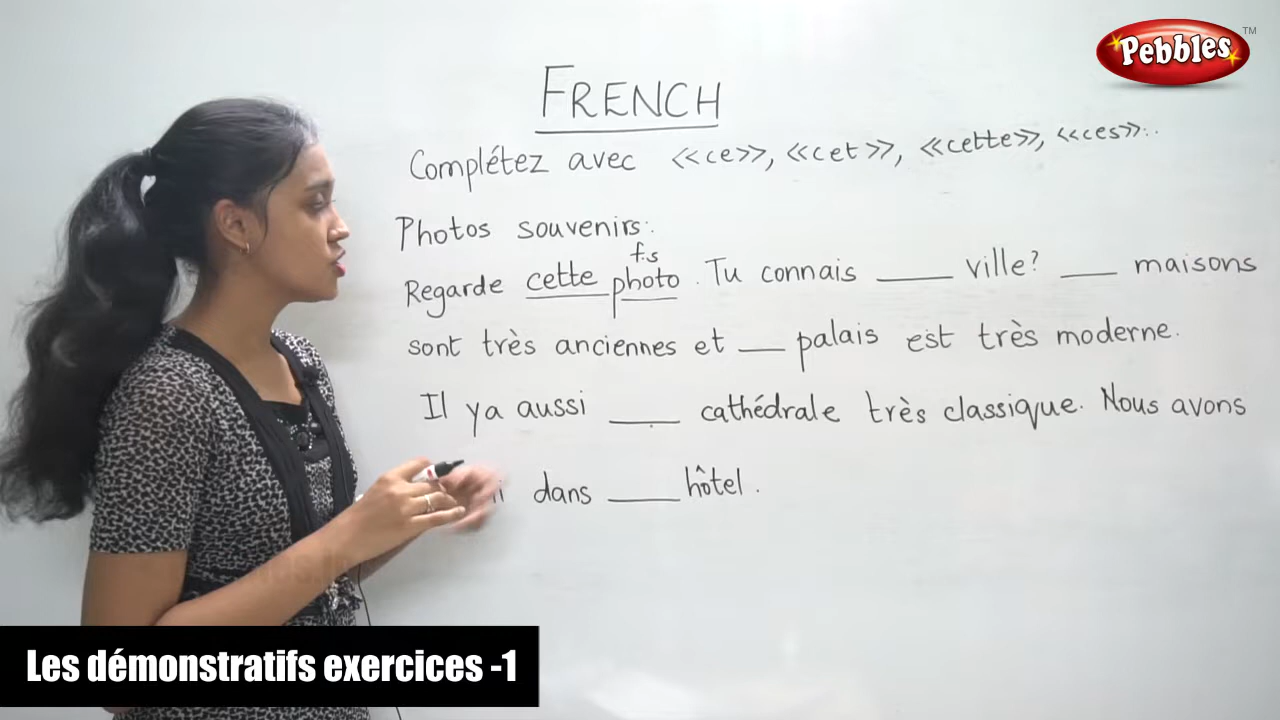 Pebbles TM
FRENCH
Complétez avec <<ce>>, <<cet>>, <<cette>>, <<ces>>:.
Photos souvenirs:.
f.s
Regarde cette photo. Tu connais ____ ville? ____ maisons
sont très anciennes et ___ palais est très moderne.
Il ya aussi ____ cathédrale très classique. Nous avons
dans ____ hôtel.
Les démonstratifs exercices -1